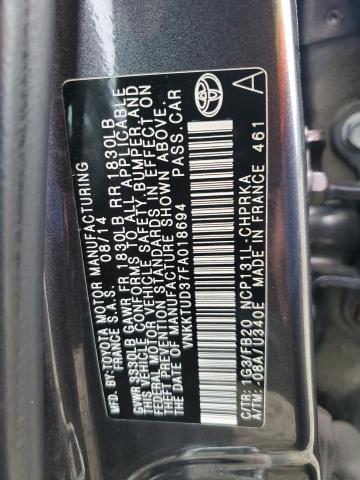 BY:TOYOTA MOTOR MANUFACTURING
FRANCE S.A.S. 08/14
GVWR 3330LB GAWR FR 1830LB RR 1830LB
THIS VEHICLE CONFORMS TO ALL APPLICABLE
FEDERAL MOTOR VEHICLE SAFETY, BUMPER, AND
THEFT PREVENTION STANDARDS IN EFFECT ON
THE DATE OF MANUFACTURE SHOWN ABOVE.
VNKKTUD37FA018694 PASS.CAR
C/TR: 1G3/FB20 NCP131L-CHPRKA
A/TM: -08A/U340E MADE IN FRANCE 461
A